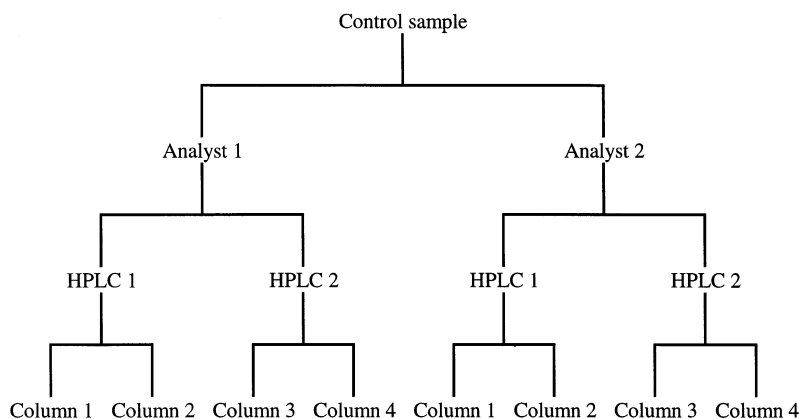 Control sample
Analyst 1 Analyst 2
HPLC 1 HPLC 2 HPLC 1 HPLC 2
Column 1 Column 2 Column 3 Column 4 Column 1 Column 2 Column 3 Column 4